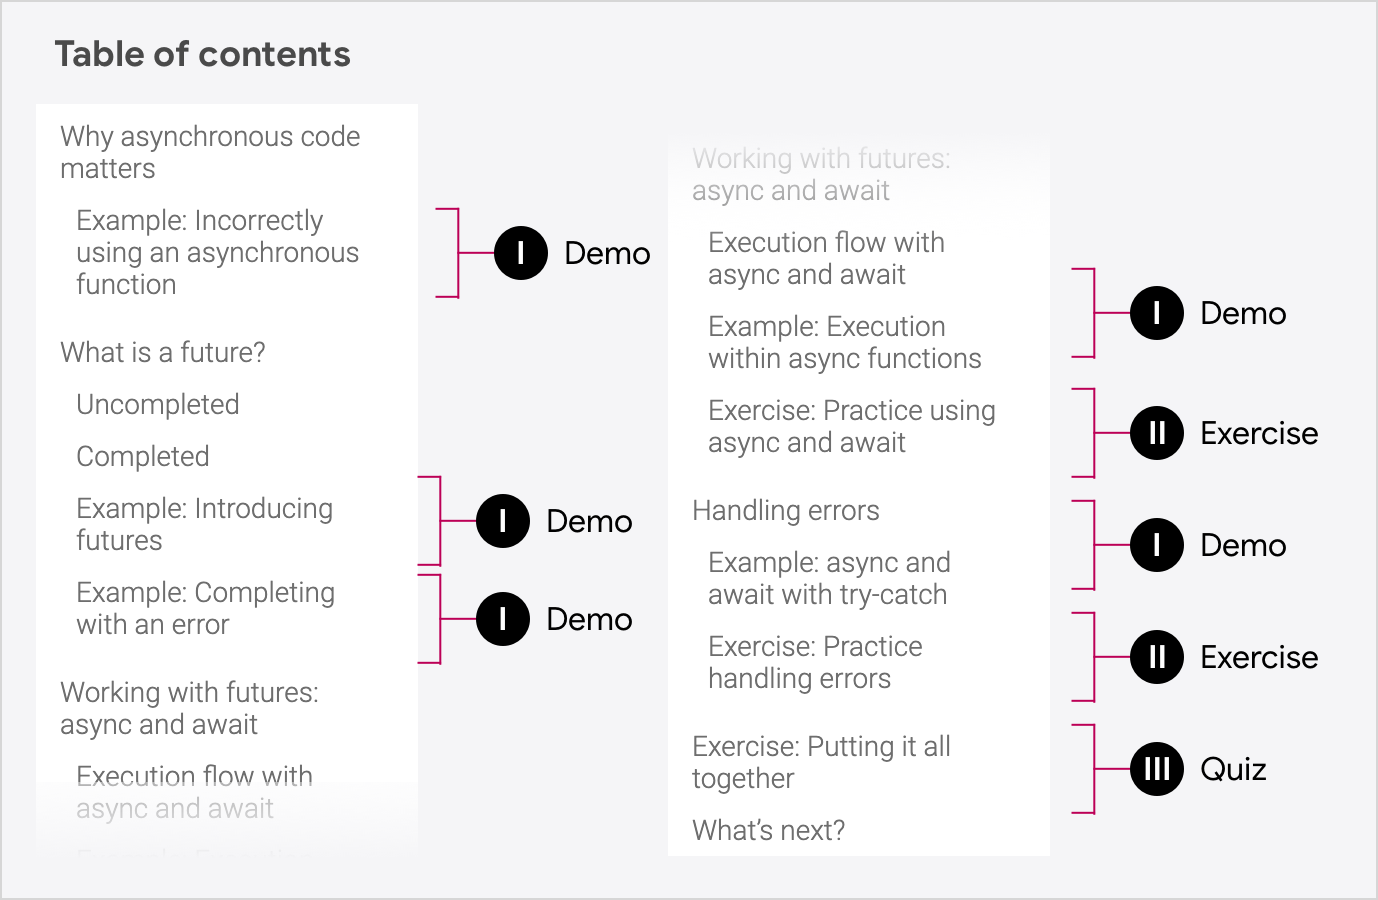 Table of contents
Why asynchronous code
matters
Example: Incorrectly
using an asynchronous
function
I Demo
What is a future?
Uncompleted
Completed
Example: Introducing
futures
I Demo
Example: Completing
with an error
I Demo
Working with futures:
async and await
Execution flow with
async and await
Working with futures:
async and await
Execution flow with
async and await
Example: Execution
within async functions
I Demo
Exercise: Practice using
async and await
II Exercise
Handling errors
Example: async and
await with try-catch
I Demo
Exercise: Practice
handling errors
II Exercise
Exercise: Putting it all
together
III Quiz
What's next?